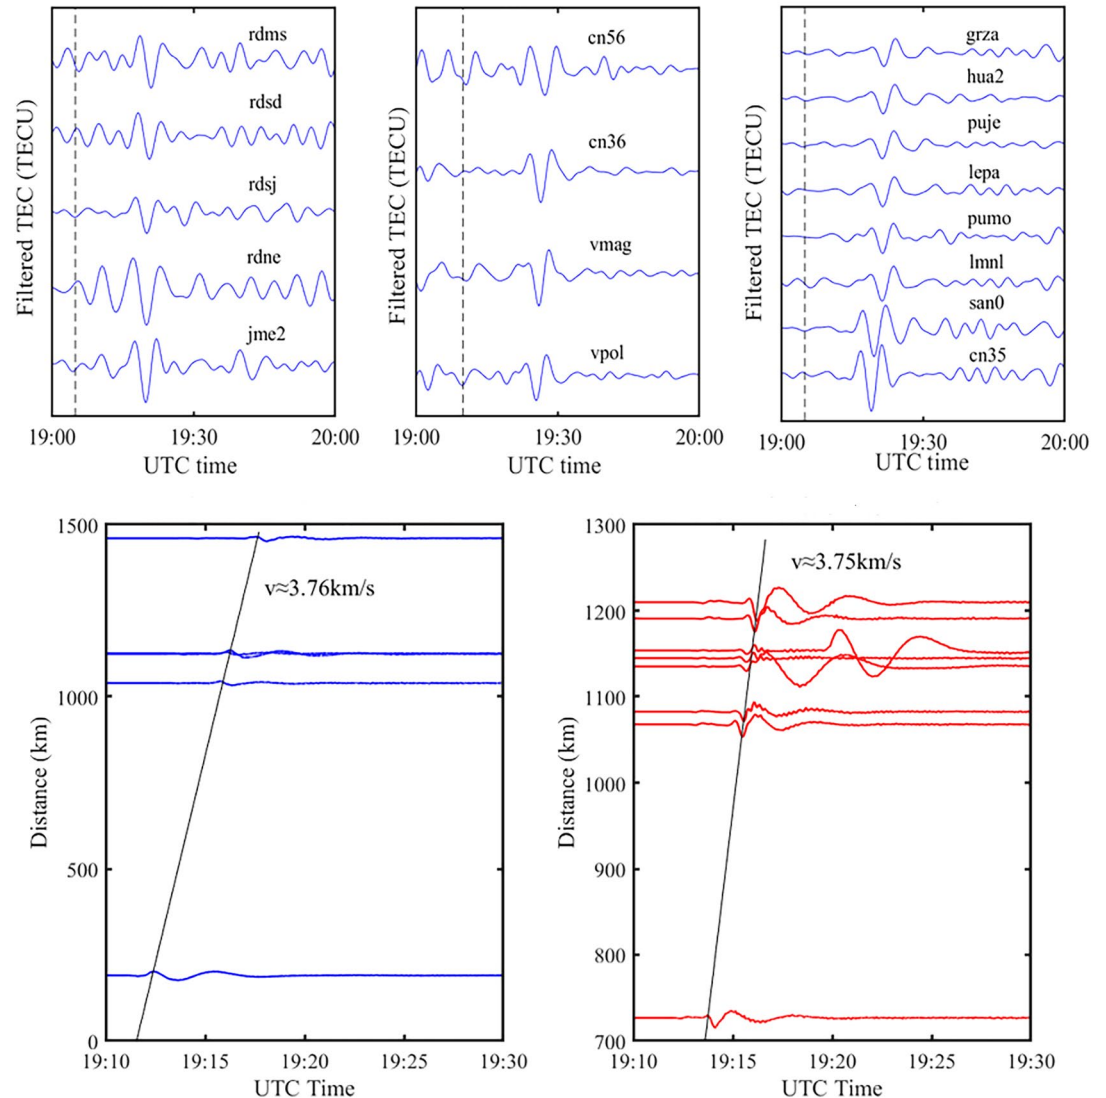 Filtered TEC (TECU)
rdms
rdsd
rdsj
rdne
jme2
19:00
19:30
20:00
UTC time
Filtered TEC (TECU)
cn56
cn36
vmag
vpol
19:00
19:30
20:00
UTC time
Filtered TEC (TECU)
grza
hua2
puje
lepa
pumo
lmnl
san0
cn35
19:00
19:30
20:00
UTC time
Distance (km)
1500
1000
500
0
v≈3.76km/s
19:10
19:15
19:20
19:25
19:30
UTC Time
Distance (km)
1300
1200
1100
1000
900
800
700
v≈3.75km/s
19:10
19:15
19:20
19:25
19:30
UTC Time